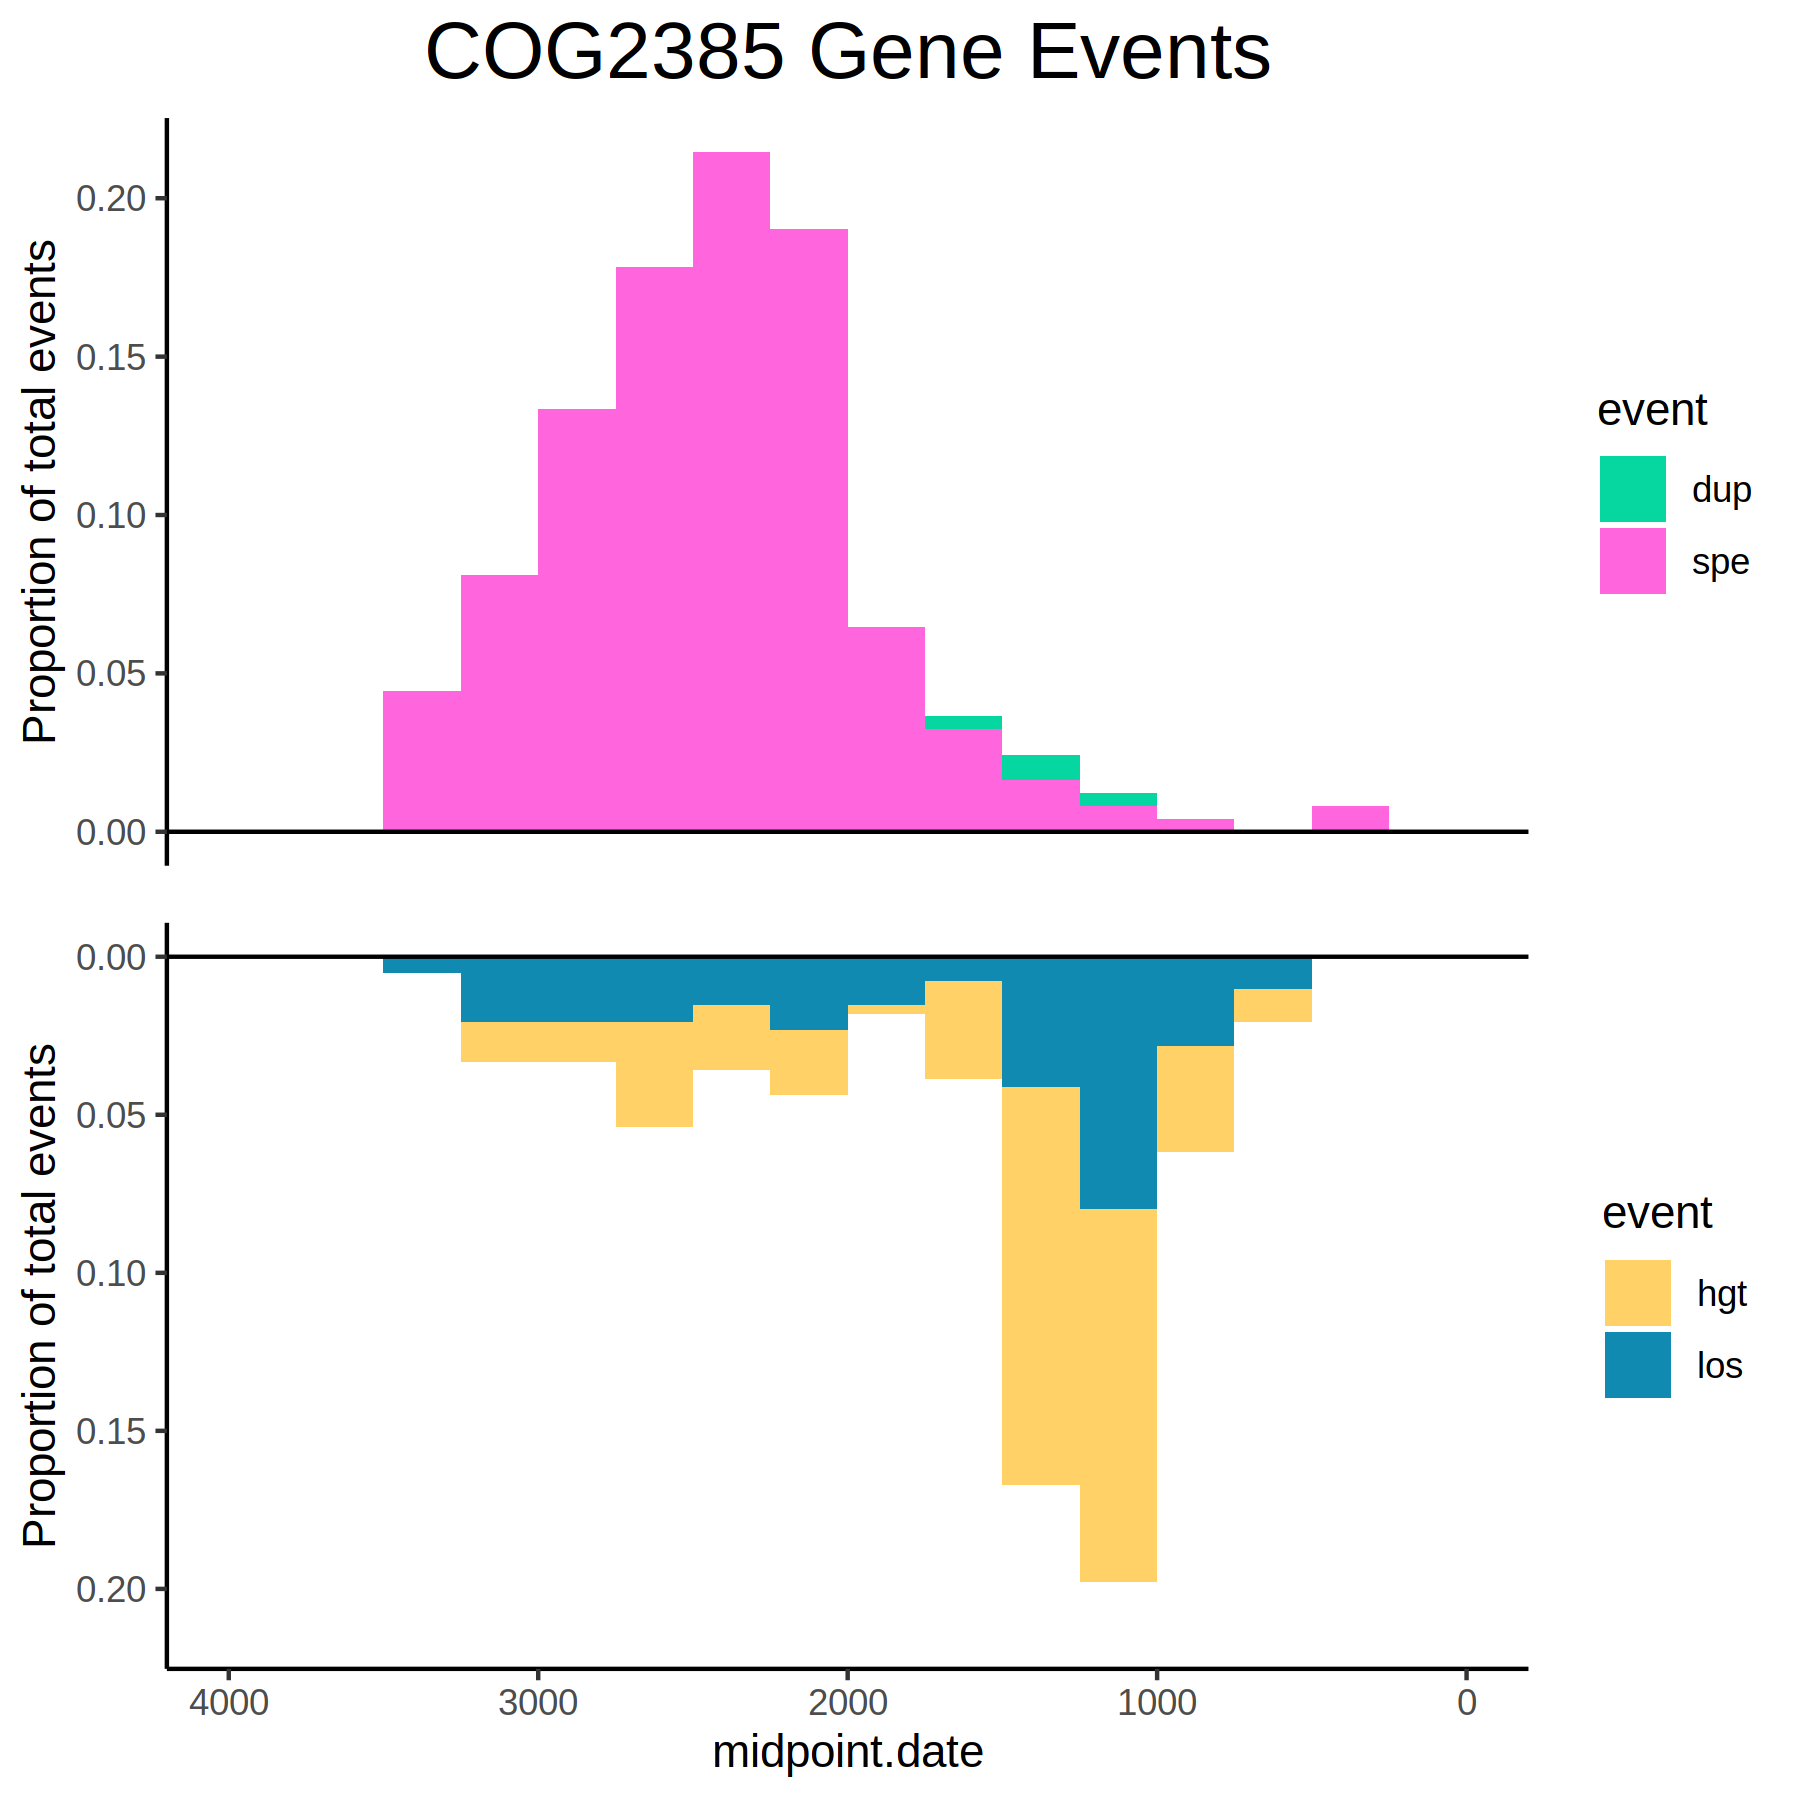 COG2385 Gene Events
Proportion of total events
0.20
0.15
0.10
0.05
0.00
event
dup
spe
Proportion of total events
0.00
0.05
0.10
0.15
0.20
event
hgt
los
4000 3000 2000 1000 0
midpoint.date